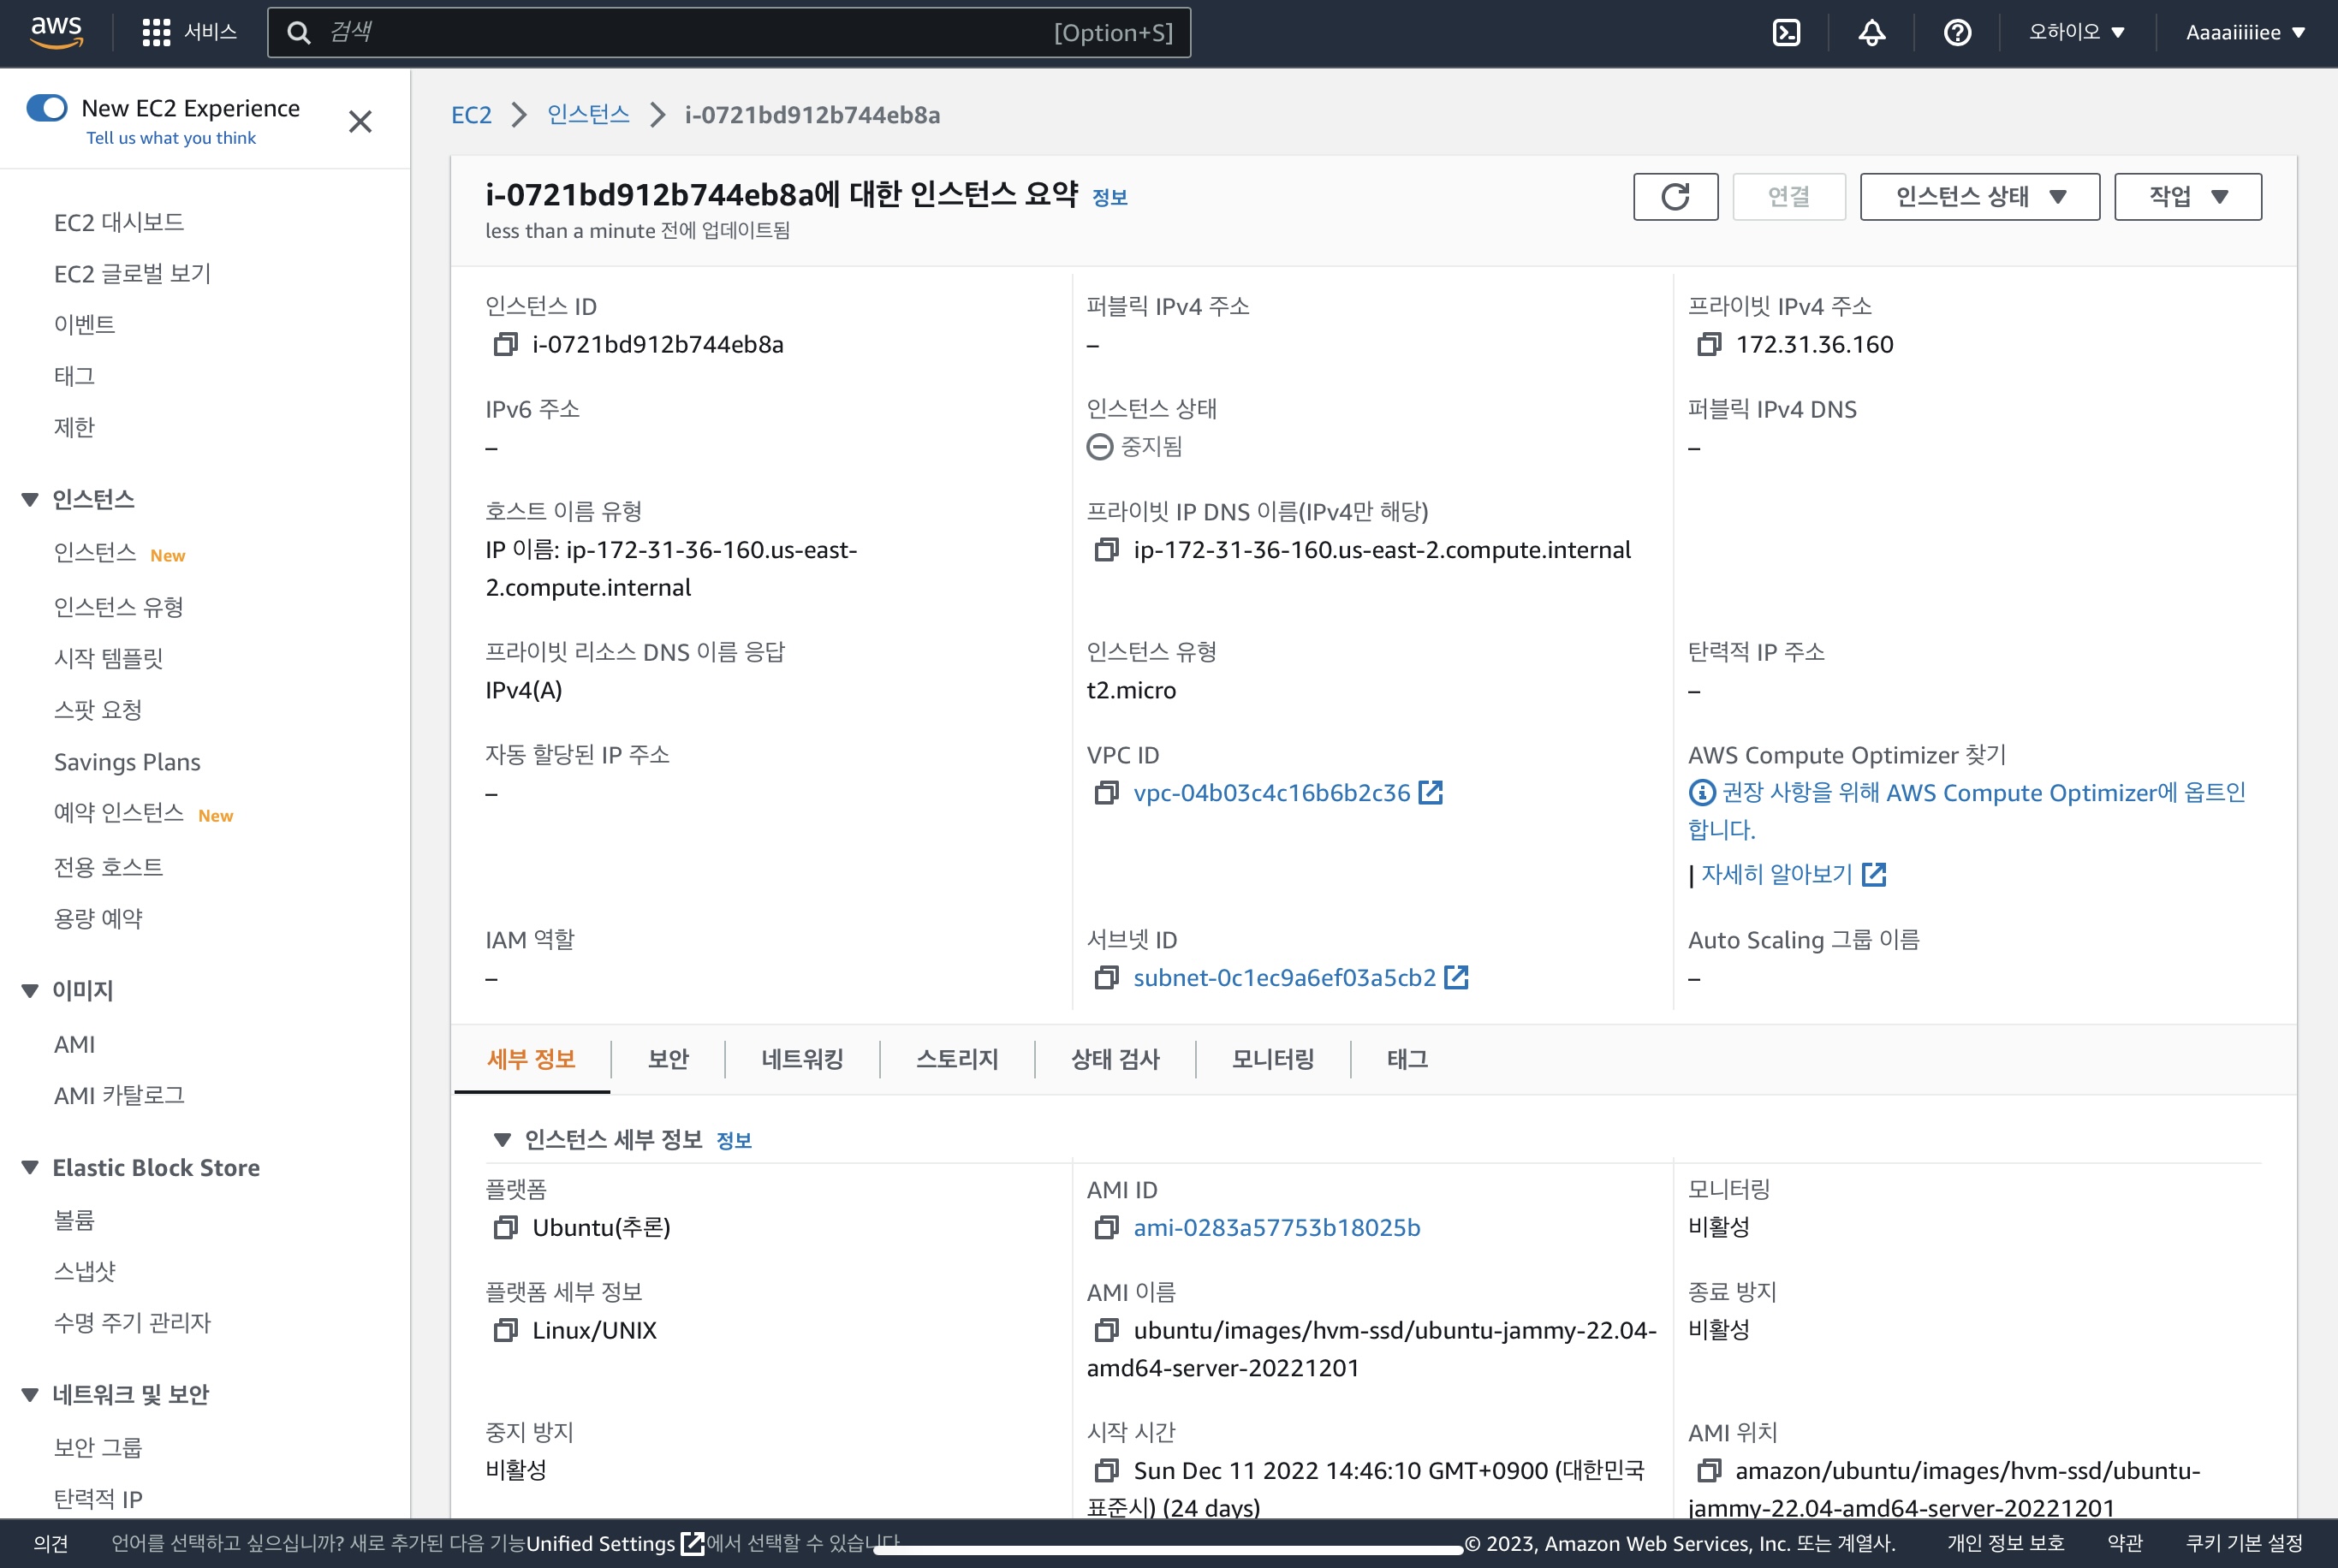 aws
서비스
검색
[Option+S]
오하이오
Aaaaiiiiiee
New EC2 Experience
Tell us what you think
EC2 대시보드
EC2 글로벌 보기
이벤트
태그
제한
인스턴스
인스턴스 New
인스턴스 유형
시작 템플릿
스팟 요청
Savings Plans
예약 인스턴스 New
전용 호스트
용량 예약
이미지
AMI
AMI 카탈로그
Elastic Block Store
볼륨
스냅샷
수명 주기 관리자
네트워크 및 보안
보안 그룹
탄력적 IP
EC2
인스턴스
i-0721bd912b744eb8a
i-0721bd912b744eb8a에 대한 인스턴스 요약 정보
less than a minute 전에 업데이트됨
연결
인스턴스 상태
작업
인스턴스 ID
i-0721bd912b744eb8a
퍼블릭 IPv4 주소
–
프라이빗 IPv4 주소
172.31.36.160
IPv6 주소
–
인스턴스 상태
중지됨
퍼블릭 IPv4 DNS
–
호스트 이름 유형
IP 이름: ip-172-31-36-160.us-east-
2.compute.internal
프라이빗 IP DNS 이름(IPv4만 해당)
ip-172-31-36-160.us-east-2.compute.internal
프라이빗 리소스 DNS 이름 응답
IPv4(A)
인스턴스 유형
t2.micro
탄력적 IP 주소
–
자동 할당된 IP 주소
–
VPC ID
vpc-04b03c4c16b6b2c36
AWS Compute Optimizer 찾기
권장 사항을 위해 AWS Compute Optimizer에 옵트인
합니다.
| 자세히 알아보기
IAM 역할
–
서브넷 ID
subnet-0c1ec9a6ef03a5cb2
Auto Scaling 그룹 이름
–
세부 정보
보안
네트워킹
스토리지
상태 검사
모니터링
태그
인스턴스 세부 정보 정보
플랫폼
Ubuntu(추론)
AMI ID
ami-0283a57753b18025b
모니터링
비활성
플랫폼 세부 정보
Linux/UNIX
AMI 이름
ubuntu/images/hvm-ssd/ubuntu-jammy-22.04-
amd64-server-20221201
종료 방지
비활성
중지 방지
비활성
시작 시간
Sun Dec 11 2022 14:46:10 GMT+0900 (대한민국
표준시) (24 days)
AMI 위치
amazon/ubuntu/images/hvm-ssd/ubuntu-
jammy-22.04-amd64-server-20221201
의견
언어를 선택하고 싶으십니까? 새로 추가된 다음 기능Unified Settings 에서 선택할 수 있습니다
© 2023, Amazon Web Services, Inc. 또는 계열사.
개인 정보 보호
약관
쿠키 기본 설정